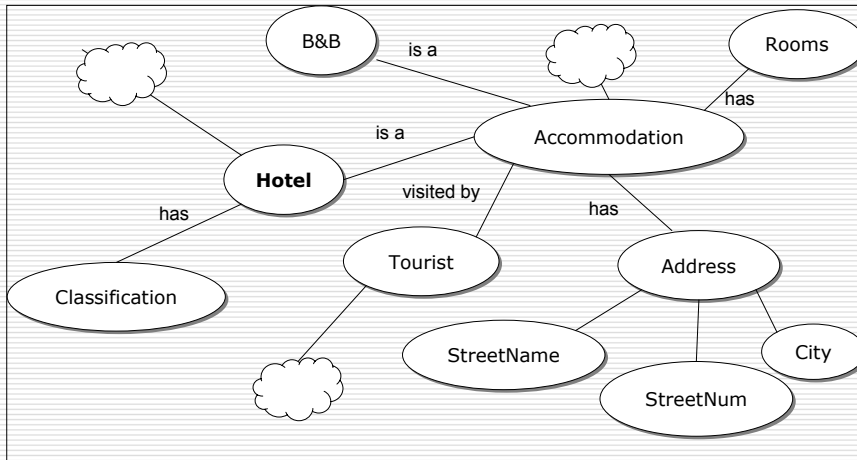 B&B
is a
Rooms
has
Accommodation
is a
Hotel
visited by
has
has
Tourist
Address
Classification
StreetName
City
StreetNum